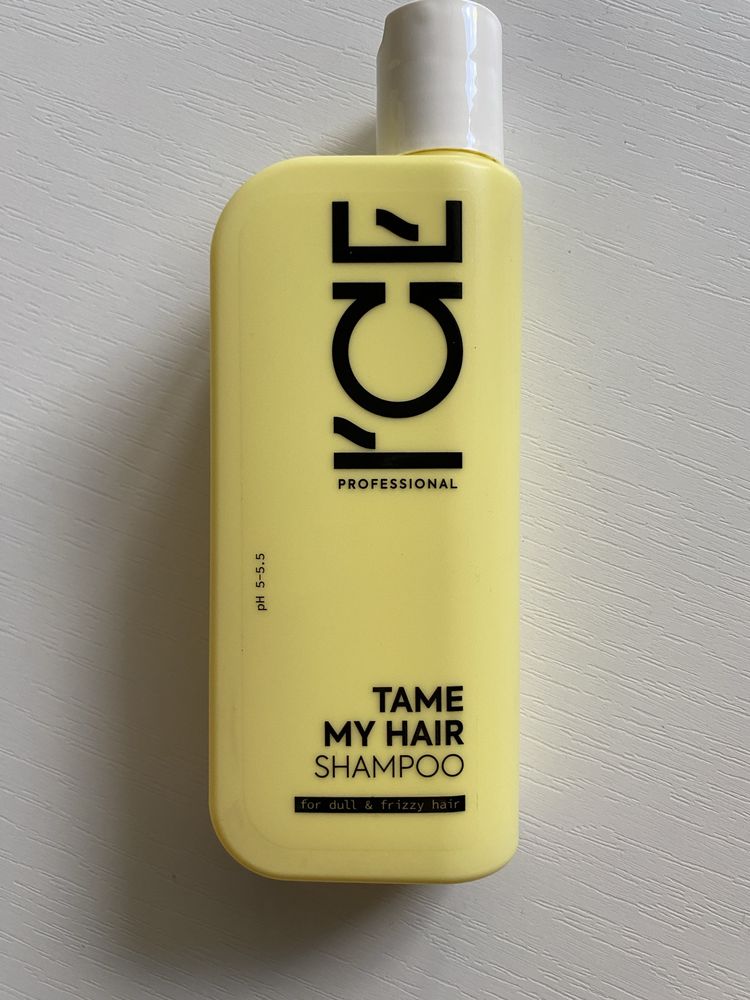 I'CE
PROFESSIONAL
pH 5-5.5
TAME
MY HAIR
SHAMPOO
for dull & frizzy hair